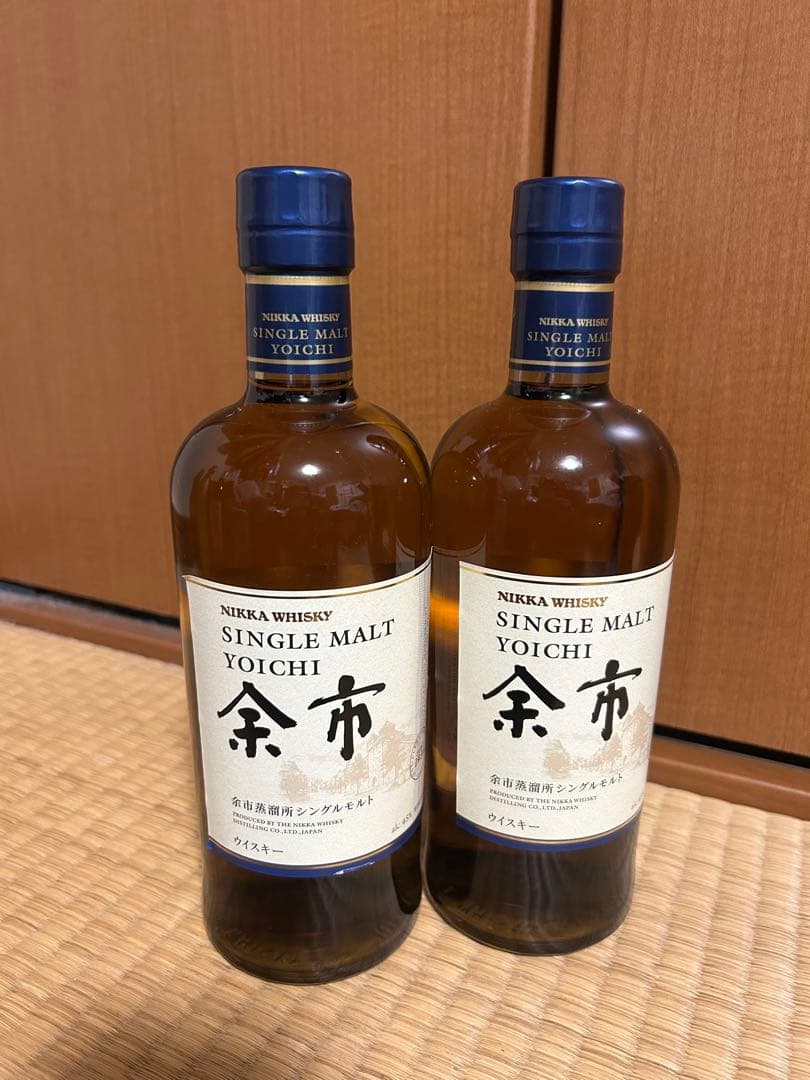 NIKKA WHISKY
SINGLE MALT
YOICHI
NIKKA WHISKY
SINGLE MALT
YOICHI
余市
余市蒸溜所シングルモルト
PRODUCED BY THE NIKKA WHISKY
DISTILLING CO.,LTD.,JAPAN
alc. 45%
ウイスキー
NIKKA WHISKY
SINGLE MALT
YOICHI
NIKKA WHISKY
SINGLE MALT
YOICHI
余市
余市蒸溜所シングルモルト
PRODUCED BY THE NIKKA WHISKY
DISTILLING CO.,LTD.,JAPAN
ウイスキー